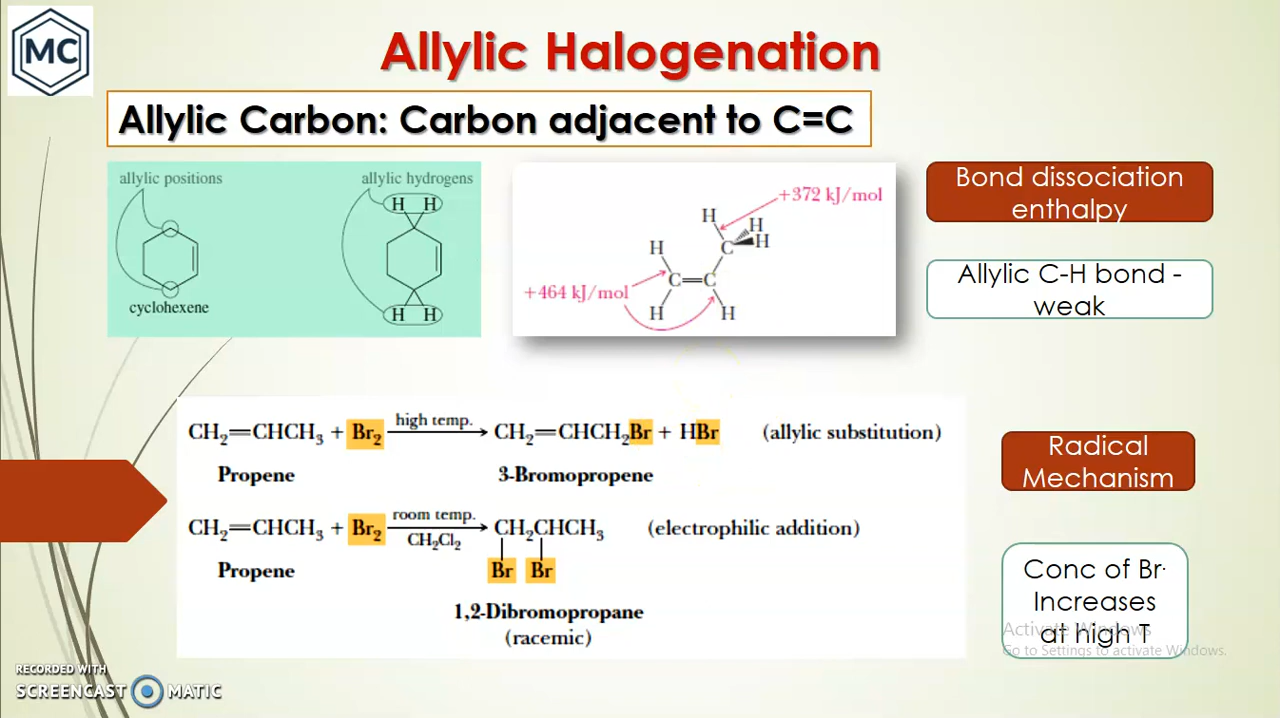 MC
Allylic Halogenation
Allylic Carbon: Carbon adjacent to C=C
allylic positions
cyclohexene
allylic hydrogens
H H
H H
+372 kJ/mol
H
H
H
H
C
C=C
+464 kJ/mol
H
H
Bond dissociation
enthalpy
Allylic C-H bond -
weak
CH₂=CHCH₃ + Br₂ high temp. CH₂=CHCH₂Br + HBr (allylic substitution)
Propene 3-Bromopropene
CH₂=CHCH₃ + Br₂ room temp. CH₂CHCH₃ (electrophilic addition)
CH₂Cl₂
Propene Br Br
1,2-Dibromopropane
(racemic)
Radical
Mechanism
Conc of Br·
Increases
at high T
Activate Windows
Go to Settings to activate Windows.
RECORDED WITH
SCREENCAST MATIC